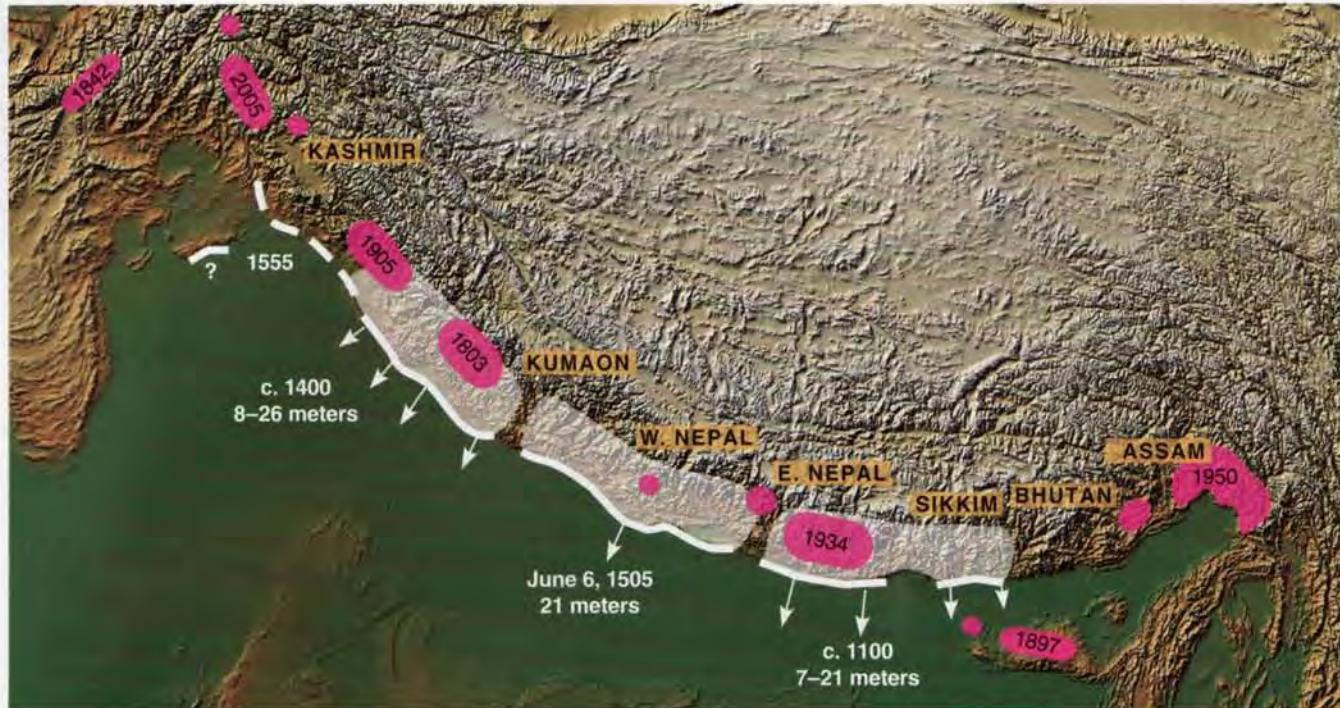 1842
2005
KASHMIR
1905
?
1555
1803
KUMAON
c. 1400
8–26 meters
W. NEPAL
E. NEPAL
ASSAM
1950
SIKKIM
BHUTAN
1934
June 6, 1505
21 meters
1897
c. 1100
7–21 meters